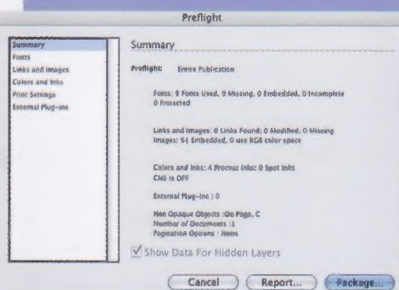 Preflight
Summary
Fonts
Links and Images
Colors and Inks
Print Settings
External Plug-ins
Summary
Preflight: Entire Publication
Fonts: 9 Fonts Used, 0 Missing, 0 Embedded, 0 Incomplete
0 Protected
Links and Images: 0 Links Found; 0 Modified, 0 Missing
Images: 51 Embedded, 0 use RGB color space
Colors and Inks: 4 Process Inks; 0 Spot Inks
CMS is OFF
External Plug-ins : 0
Non Opaque Objects :On Page, C
Number of Documents :1
Pagination Options : None
Show Data For Hidden Layers
Cancel
Report...
Package...